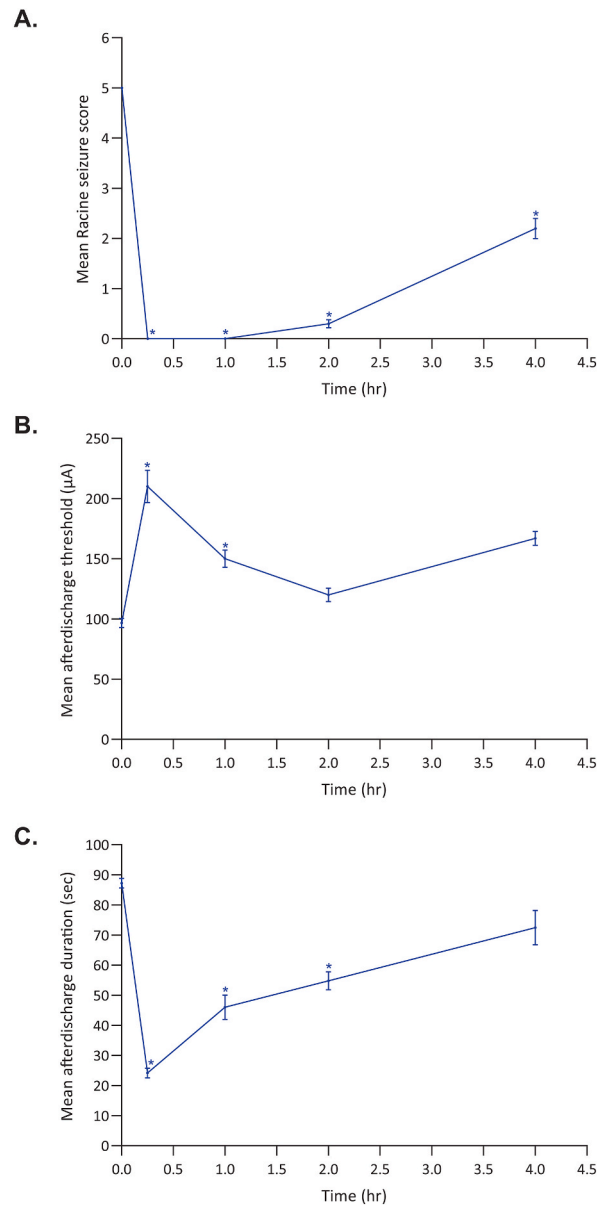 A.
Mean Racine seizure score
6
5
4
3
2
1
0
*
*
*
*
0.0 0.5 1.0 1.5 2.0 2.5 3.0 3.5 4.0 4.5
Time (hr)
B.
Mean afterdischarge threshold (µA)
250
200
150
100
50
0
*
*
0.0 0.5 1.0 1.5 2.0 2.5 3.0 3.5 4.0 4.5
Time (hr)
C.
Mean afterdischarge duration (sec)
100
90
80
70
60
50
40
30
20
10
0
*
*
*
0.0 0.5 1.0 1.5 2.0 2.5 3.0 3.5 4.0 4.5
Time (hr)